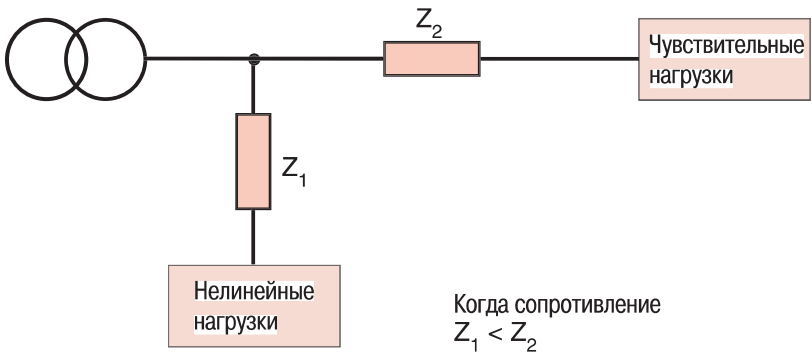 Z₂
Чувствительные
нагрузки
Z₁
Нелинейные
нагрузки
Когда сопротивление
Z₁ < Z₂